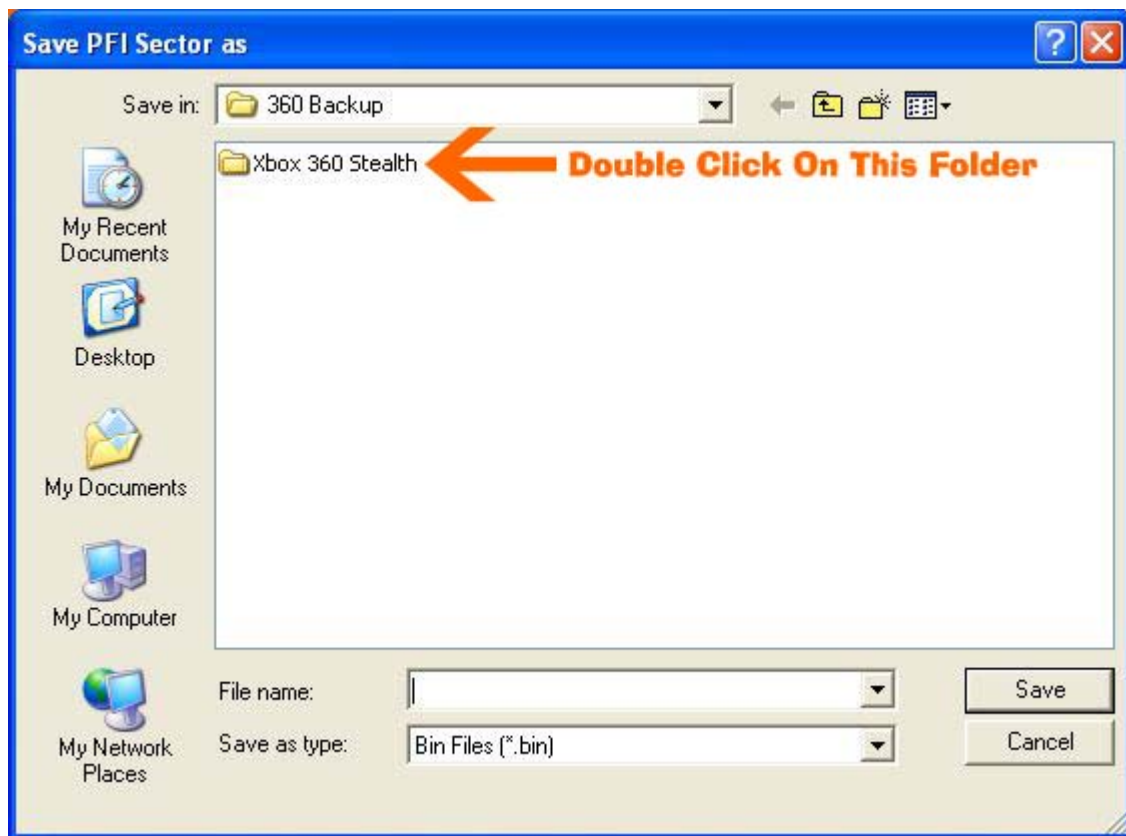 Save PFI Sector as
Save in: 360 Backup
Xbox 360 Stealth Double Click On This Folder
My Recent
Documents
Desktop
My Documents
My Computer
My Network
Places
File name: Save
Save as type: Bin Files (*.bin) Cancel